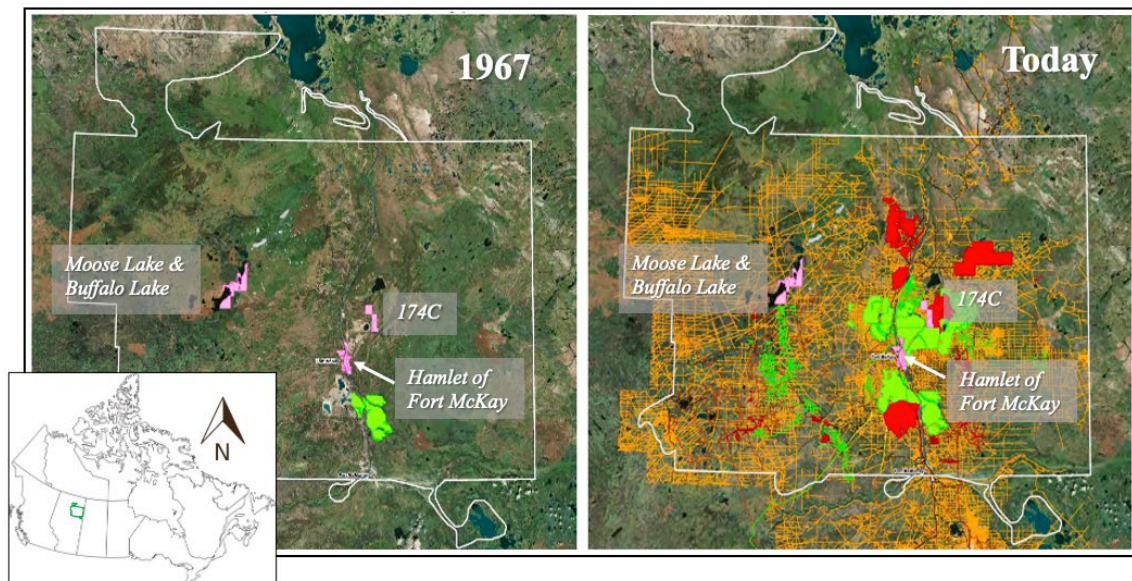 1967
Moose Lake &
Buffalo Lake
174C
Hamlet of
Fort McKay
N
Today
Moose Lake &
Buffalo Lake
174C
Hamlet of
Fort McKay